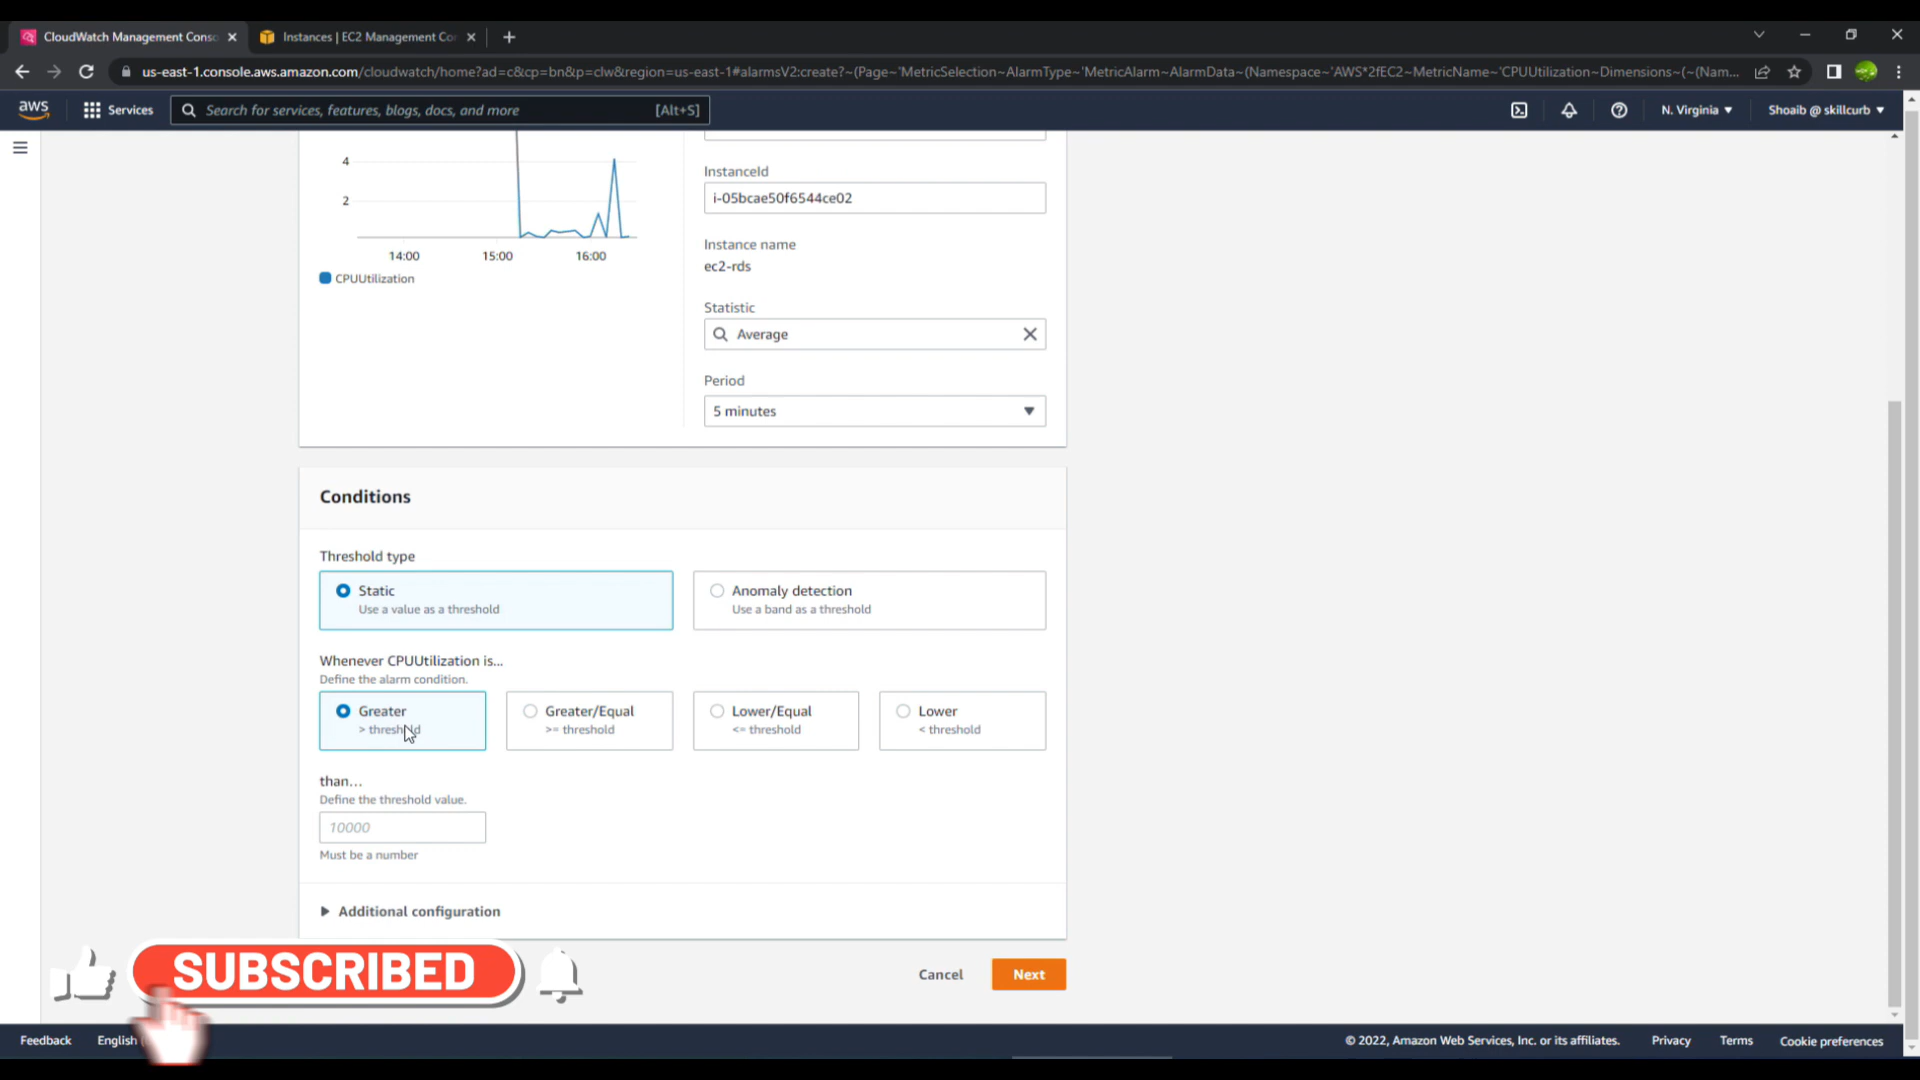 CloudWatch Management Conso
Instances | EC2 Management Con
us-east-1.console.aws.amazon.com/cloudwatch/home?ad=c&cp=bn&p=clw&region=us-east-1#alarmsV2:create?~(Page~'MetricSelection~AlarmType~'MetricAlarm~AlarmData~(Namespace~'AWS*2fEC2~MetricName~'CPUUtilization~Dimensions~(~(Nam...
aws
Services
Search for services, features, blogs, docs, and more
[Alt+S]
N. Virginia
Shoaib @ skillcurb
4
2
14:00
15:00
16:00
CPUUtilization
InstanceId
i-05bcae50f6544ce02
Instance name
ec2-rds
Statistic
Average
Period
5 minutes
Conditions
Threshold type
Static
Use a value as a threshold
Anomaly detection
Use a band as a threshold
Whenever CPUUtilization is...
Define the alarm condition.
Greater
> threshold
Greater/Equal
>= threshold
Lower/Equal
<= threshold
Lower
< threshold
than...
Define the threshold value.
10000
Must be a number
Additional configuration
SUBSCRIBED
Cancel
Next
Feedback
English
© 2022, Amazon Web Services, Inc. or its affiliates.
Privacy
Terms
Cookie preferences